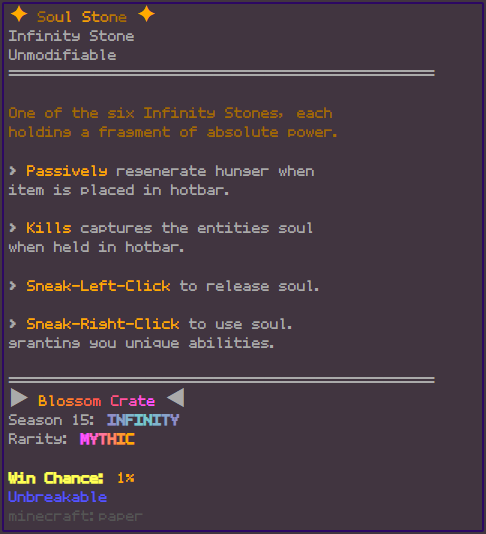 ✦ Soul Stone ✦
Infinity Stone
Unmodifiable
One of the six Infinity Stones, each
holding a fragment of absolute power.
> Passively regenerate hunger when
item is placed in hotbar.
> Kills captures the entities soul
when held in hotbar.
> Sneak-Left-Click to release soul.
> Sneak-Right-Click to use soul.
granting you unique abilities.
▶ Blossom Crate ◀
Season 15: INFINITY
Rarity: MYTHIC
Win Chance: 1%
Unbreakable
minecraft:paper